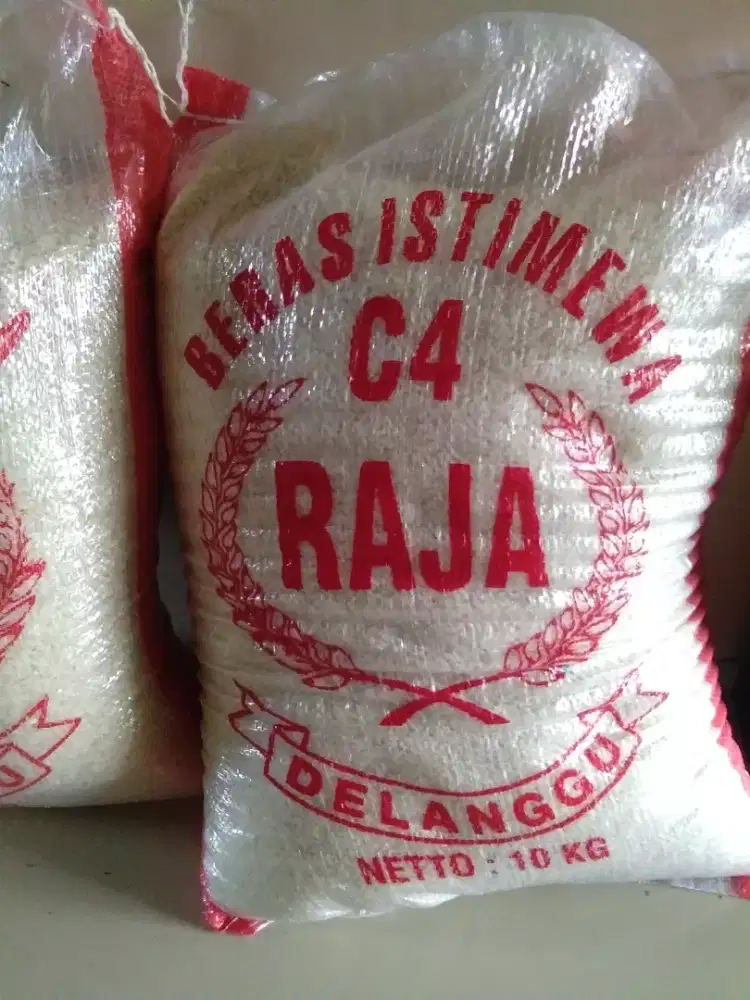 BERAS ISTIMEWA
C4
RAJA
DELANGGU
NETTO : 10 KG
U